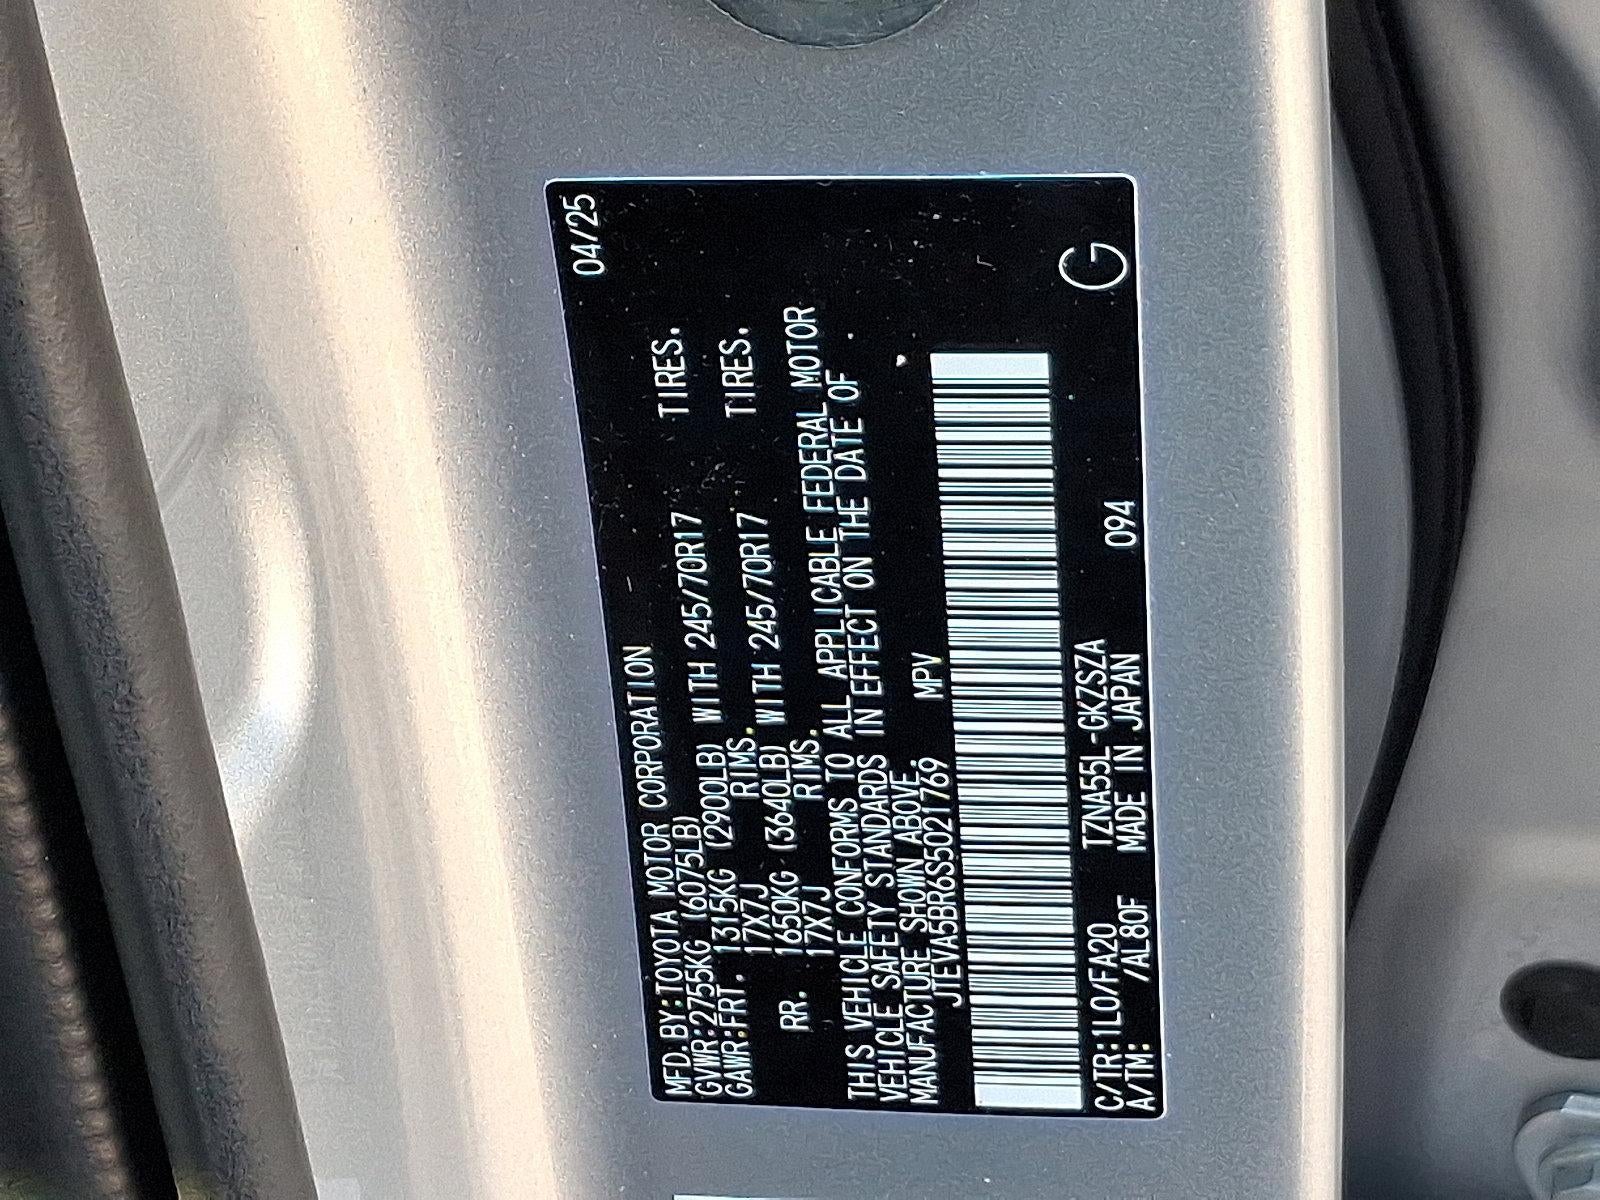 04/25
MFD.BY:TOYOTA MOTOR CORPORATION
GVWR:2755KG (6075LB)
GAWR:FRT. 1315KG (2900LB) WITH 245/70R17 TIRES.
17X7J RIMS.
RR. 1650KG (3640LB) WITH 245/70R17 TIRES.
17X7J RIMS.
THIS VEHICLE CONFORMS TO ALL APPLICABLE FEDERAL MOTOR
VEHICLE SAFETY STANDARDS IN EFFECT ON THE DATE OF
MANUFACTURE SHOWN ABOVE.
JTEVA5BR6S5021769 MPV
C/TR:1L0/FA20 TZNA55L-GKZSZA 094 G
A/TM: /AL80F MADE IN JAPAN